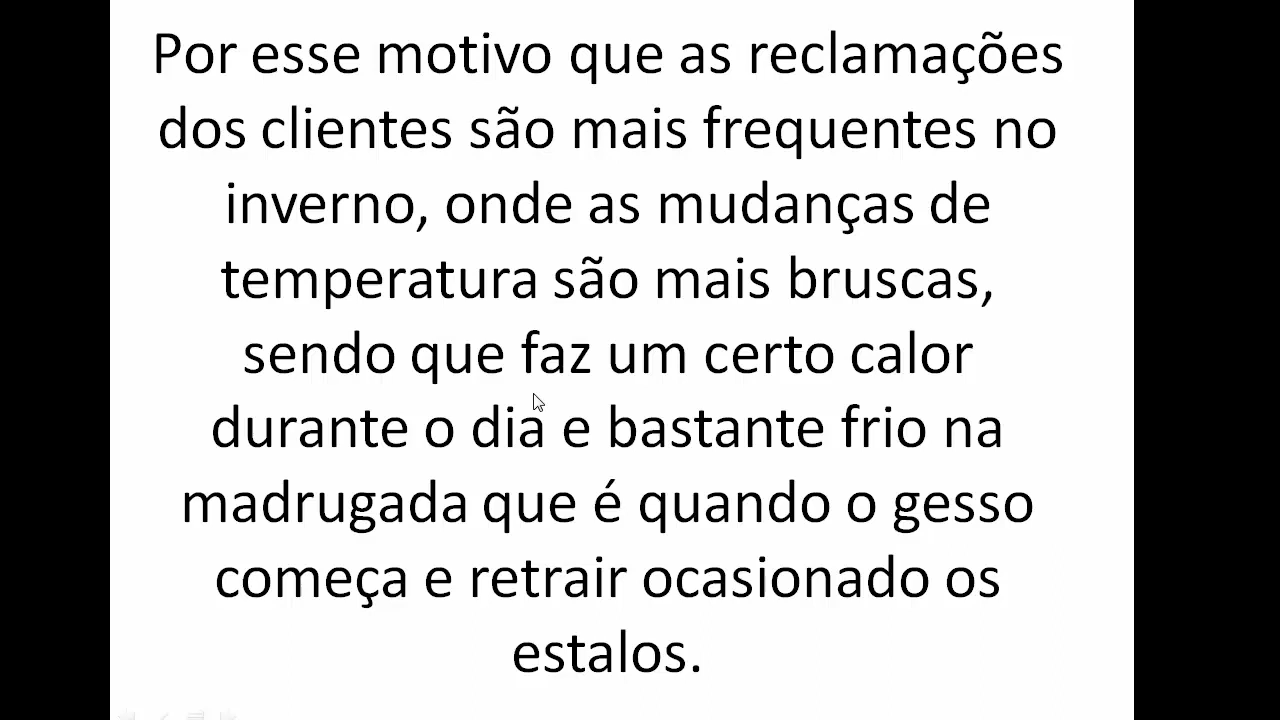 Por esse motivo que as reclamações
dos clientes são mais frequentes no
inverno, onde as mudanças de
temperatura são mais bruscas,
sendo que faz um certo calor
durante o dia e bastante frio na
madrugada que é quando o gesso
começa e retrair ocasionado os
estalos.